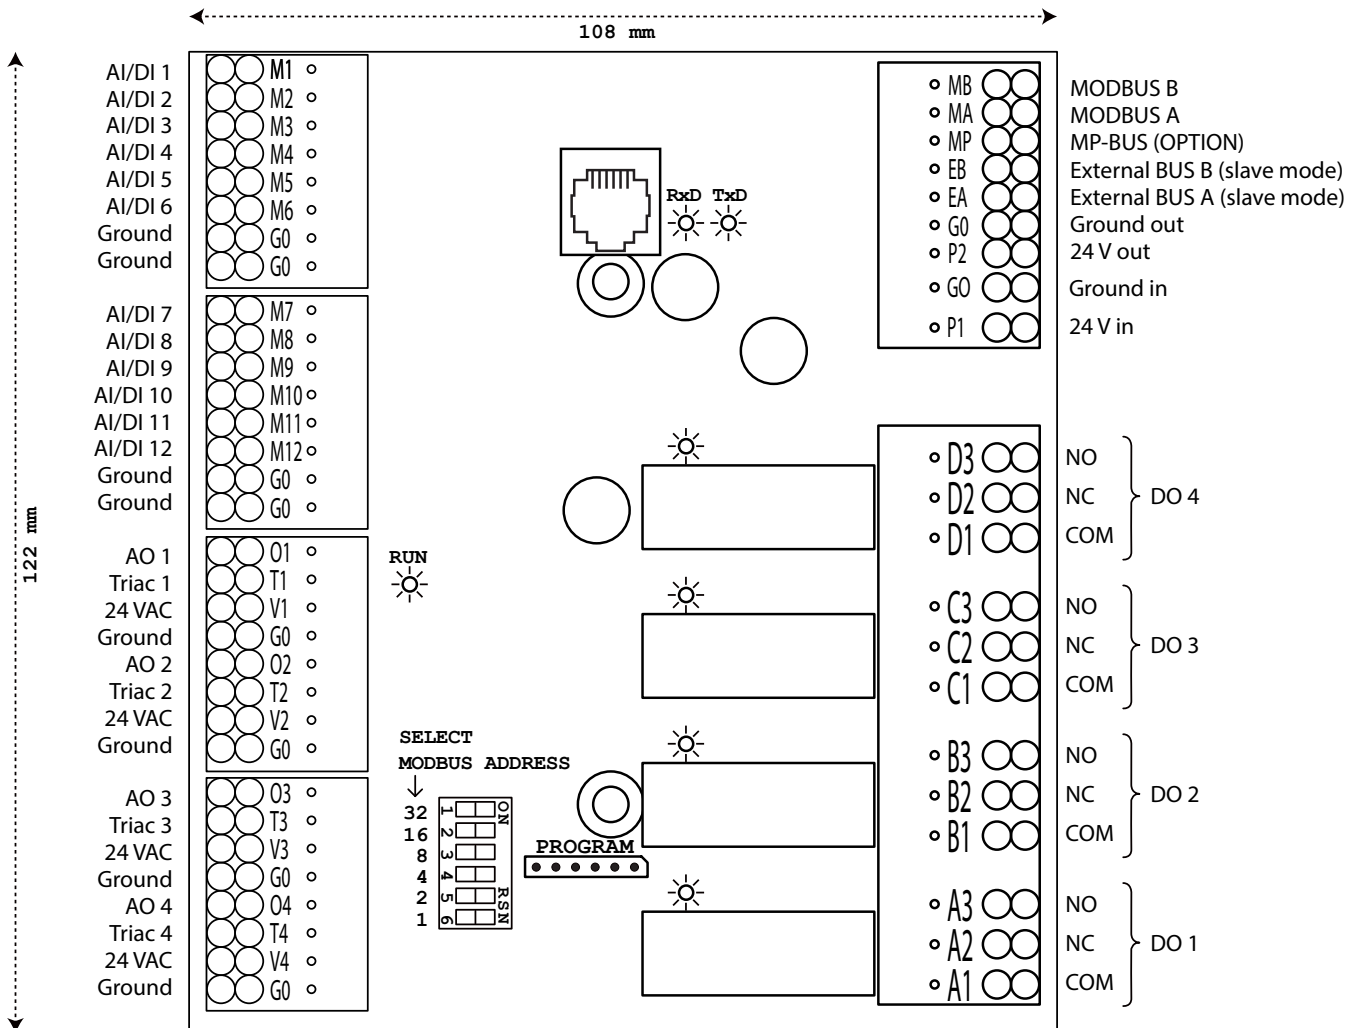 108 mm
122 mm
AI/DI 1 M1
AI/DI 2 M2
AI/DI 3 M3
AI/DI 4 M4
AI/DI 5 M5
AI/DI 6 M6
Ground G0
Ground G0
AI/DI 7 M7
AI/DI 8 M8
AI/DI 9 M9
AI/DI 10 M10
AI/DI 11 M11
AI/DI 12 M12
Ground G0
Ground G0
AO 1 O1
Triac 1 T1
24 VAC V1
Ground G0
AO 2 O2
Triac 2 T2
24 VAC V2
Ground G0
AO 3 O3
Triac 3 T3
24 VAC V3
Ground G0
AO 4 O4
Triac 4 T4
24 VAC V4
Ground G0
RxD TxD
RUN
SELECT
MODBUS ADDRESS
32 1 ON
16 2
8 3
4 4
2 5 RSN
1 6
PROGRAM
MB MODBUS B
MA MODBUS A
MP MP-BUS (OPTION)
EB External BUS B (slave mode)
EA External BUS A (slave mode)
G0 Ground out
P2 24 V out
GO Ground in
P1 24 V in
D3 NO
D2 NC DO 4
D1 COM
C3 NO
C2 NC DO 3
C1 COM
B3 NO
B2 NC DO 2
B1 COM
A3 NO
A2 NC DO 1
A1 COM